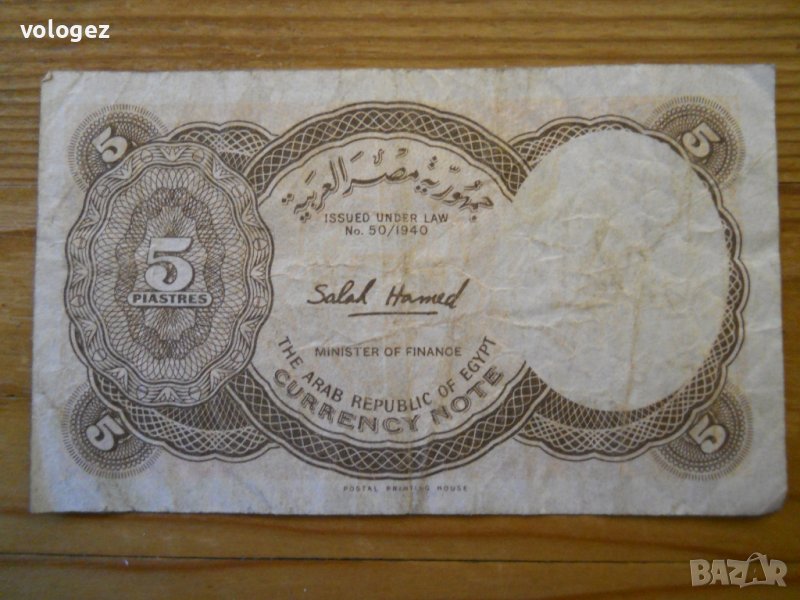 vologez
5
5
جمهورية مصر العربية
ISSUED UNDER LAW
No. 50/1940
5
PIASTRES
Salah Hamed
MINISTER OF FINANCE
THE ARAB REPUBLIC OF EGYPT
CURRENCY NOTE
5
5
POSTAL PRINTING HOUSE
BAZAR